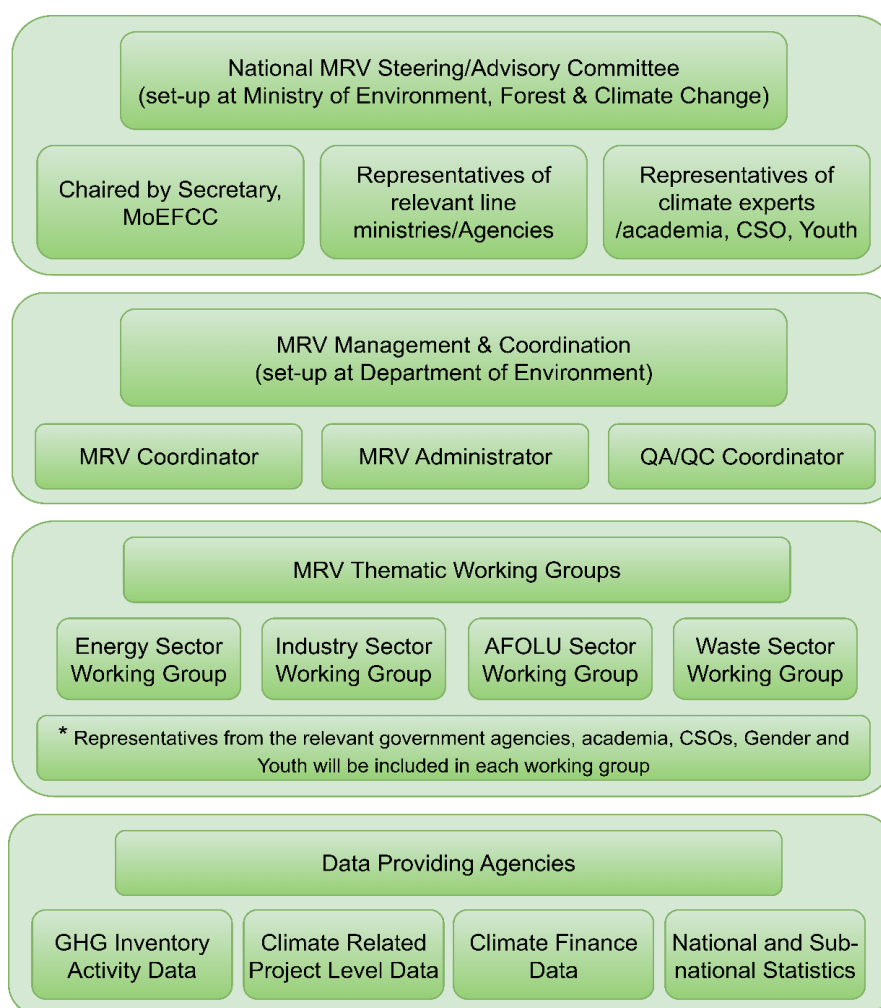 National MRV Steering/Advisory Committee
(set-up at Ministry of Environment, Forest & Climate Change)
Chaired by Secretary,
MoEFCC
Representatives of
relevant line
ministries/Agencies
Representatives of
climate experts
/academia, CSO, Youth
MRV Management & Coordination
(set-up at Department of Environment)
MRV Coordinator
MRV Administrator
QA/QC Coordinator
MRV Thematic Working Groups
Energy Sector
Working Group
Industry Sector
Working Group
AFOLU Sector
Working Group
Waste Sector
Working Group
* Representatives from the relevant government agencies, academia, CSOs, Gender and
Youth will be included in each working group
Data Providing Agencies
GHG Inventory
Activity Data
Climate Related
Project Level Data
Climate Finance
Data
National and Sub-
national Statistics